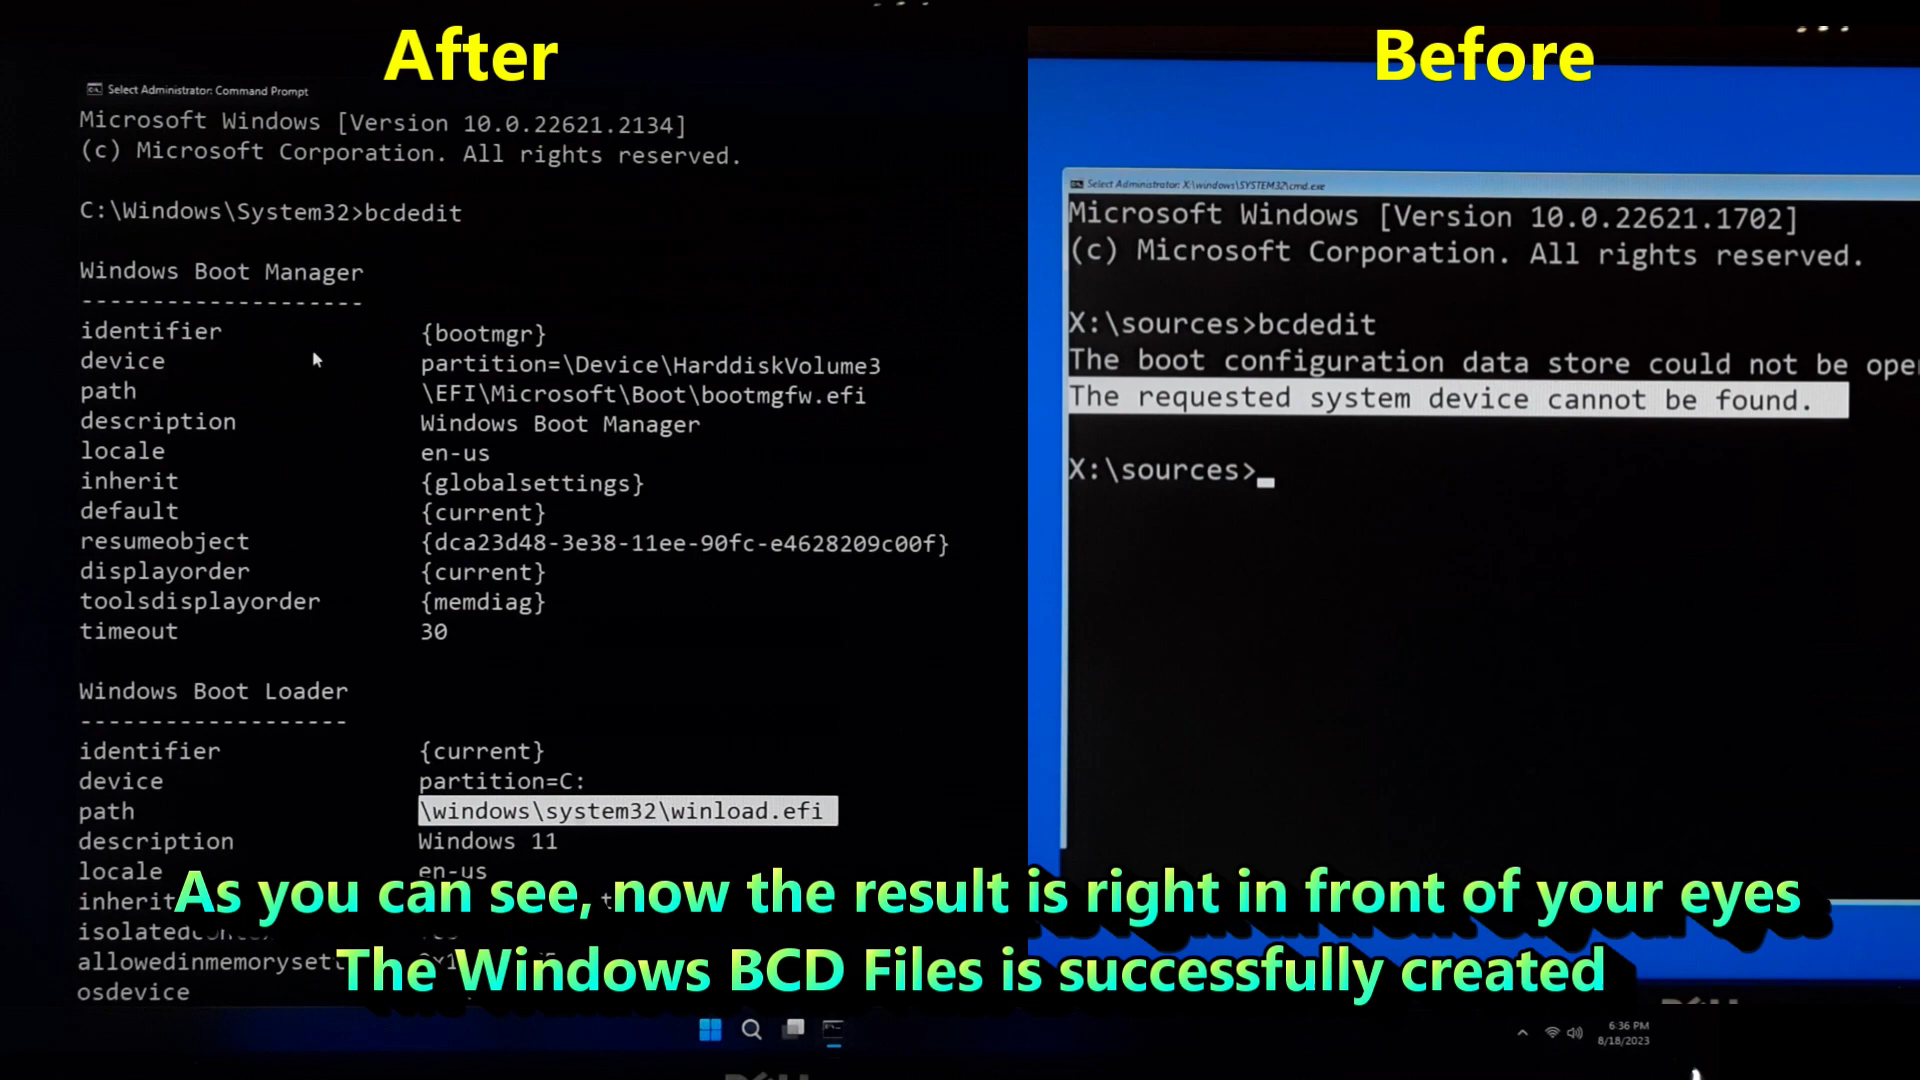 After
Select Administrator: Command Prompt
Microsoft Windows [Version 10.0.22621.2134]
(c) Microsoft Corporation. All rights reserved.
C:\Windows\System32>bcdedit
Windows Boot Manager
--------------------
identifier {bootmgr}
device partition=\Device\HarddiskVolume3
path \EFI\Microsoft\Boot\bootmgfw.efi
description Windows Boot Manager
locale en-us
inherit {globalsettings}
default {current}
resumeobject {dca23d48-3e38-11ee-90fc-e4628209c00f}
displayorder {current}
toolsdisplayorder {memdiag}
timeout 30
Windows Boot Loader
-------------------
identifier {current}
device partition=C:
path \windows\system32\winload.efi
description Windows 11
locale en-us
inherit
osdevice
Before
Select Administrator: X:\windows\SYSTEM32\cmd.exe
Microsoft Windows [Version 10.0.22621.1702]
(c) Microsoft Corporation. All rights reserved.
X:\sources>bcdedit
The boot configuration data store could not be
The requested system device cannot be found.
X:\sources>
As you can see, now the result is right in front of your eyes
The Windows BCD Files is successfully created
6:36 PM
8/18/2023